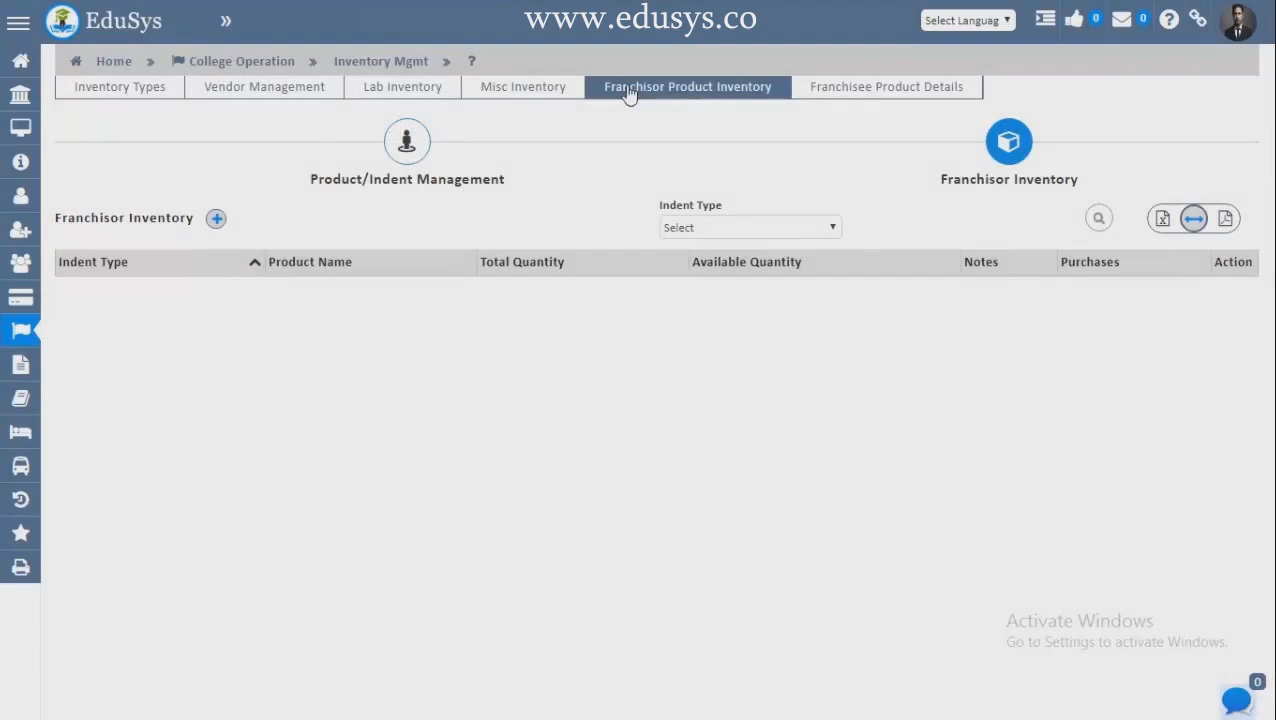 EduSys » www.edusys.co Select Languag 0 0
Home » College Operation » Inventory Mgmt » ?
Inventory Types Vendor Management Lab Inventory Misc Inventory Franchisor Product Inventory Franchisee Product Details
Product/Indent Management Franchisor Inventory
Indent Type
Franchisor Inventory Select
Indent Type Product Name Total Quantity Available Quantity Notes Purchases Action
Activate Windows
Go to Settings to activate Windows.
0